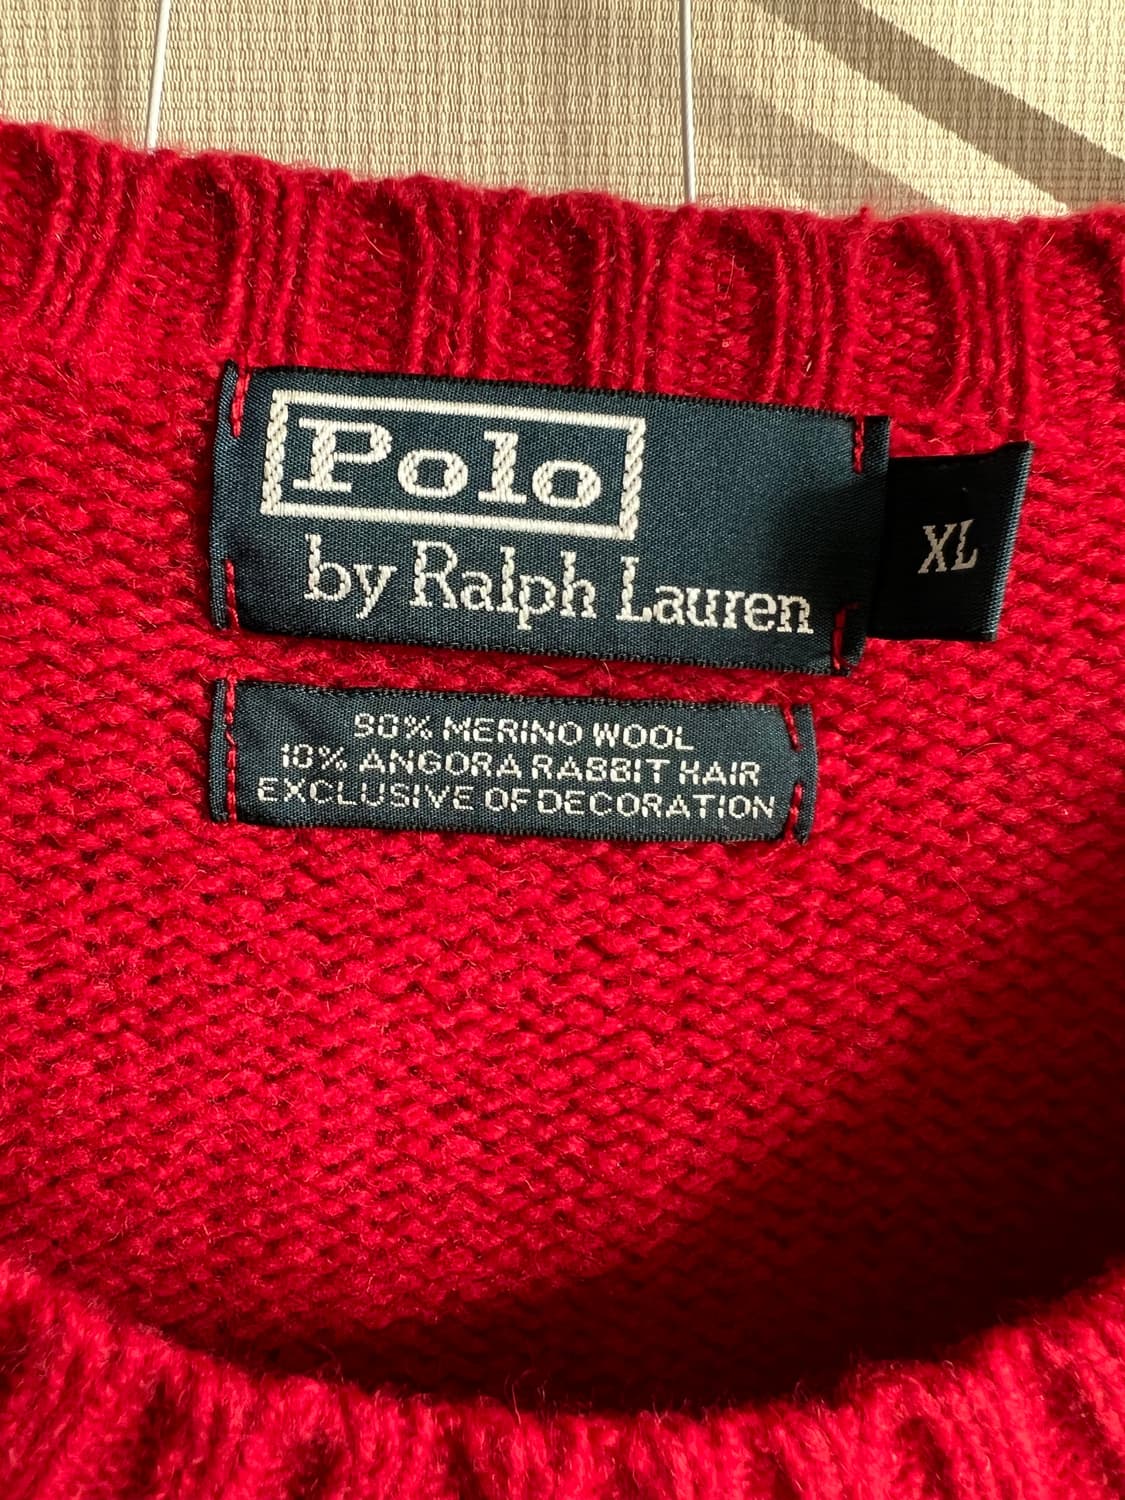 Polo
by Ralph Lauren
XL
90% MERINO WOOL
10% ANGORA RABBIT HAIR
EXCLUSIVE OF DECORATION